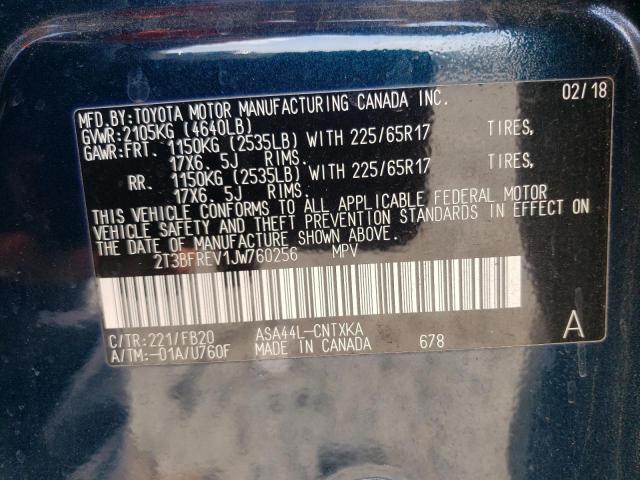 MFD.BY:TOYOTA MOTOR MANUFACTURING CANADA INC. 02/18
GVWR:2105KG (4640LB)
GAWR:FRT. 1150KG (2535LB) WITH 225/65R17 TIRES,
17X6. 5J RIMS.
RR. 1150KG (2535LB) WITH 225/65R17 TIRES,
17X6. 5J RIMS.
THIS VEHICLE CONFORMS TO ALL APPLICABLE FEDERAL MOTOR
VEHICLE SAFETY AND THEFT PREVENTION STANDARDS IN EFFECT ON
THE DATE OF MANUFACTURE SHOWN ABOVE.
2T3BFREV1JW760256 MPV
C/TR:221/FB20 ASA44L-CNTXKA A
A/TM:-01A/U760F MADE IN CANADA 678